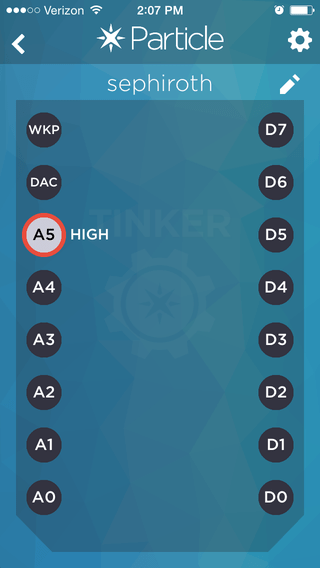 Verizon 2:07 PM
Particle
sephiroth
TINKER
WKP D7
DAC D6
A5 HIGH D5
A4 D4
A3 D3
A2 D2
A1 D1
A0 D0